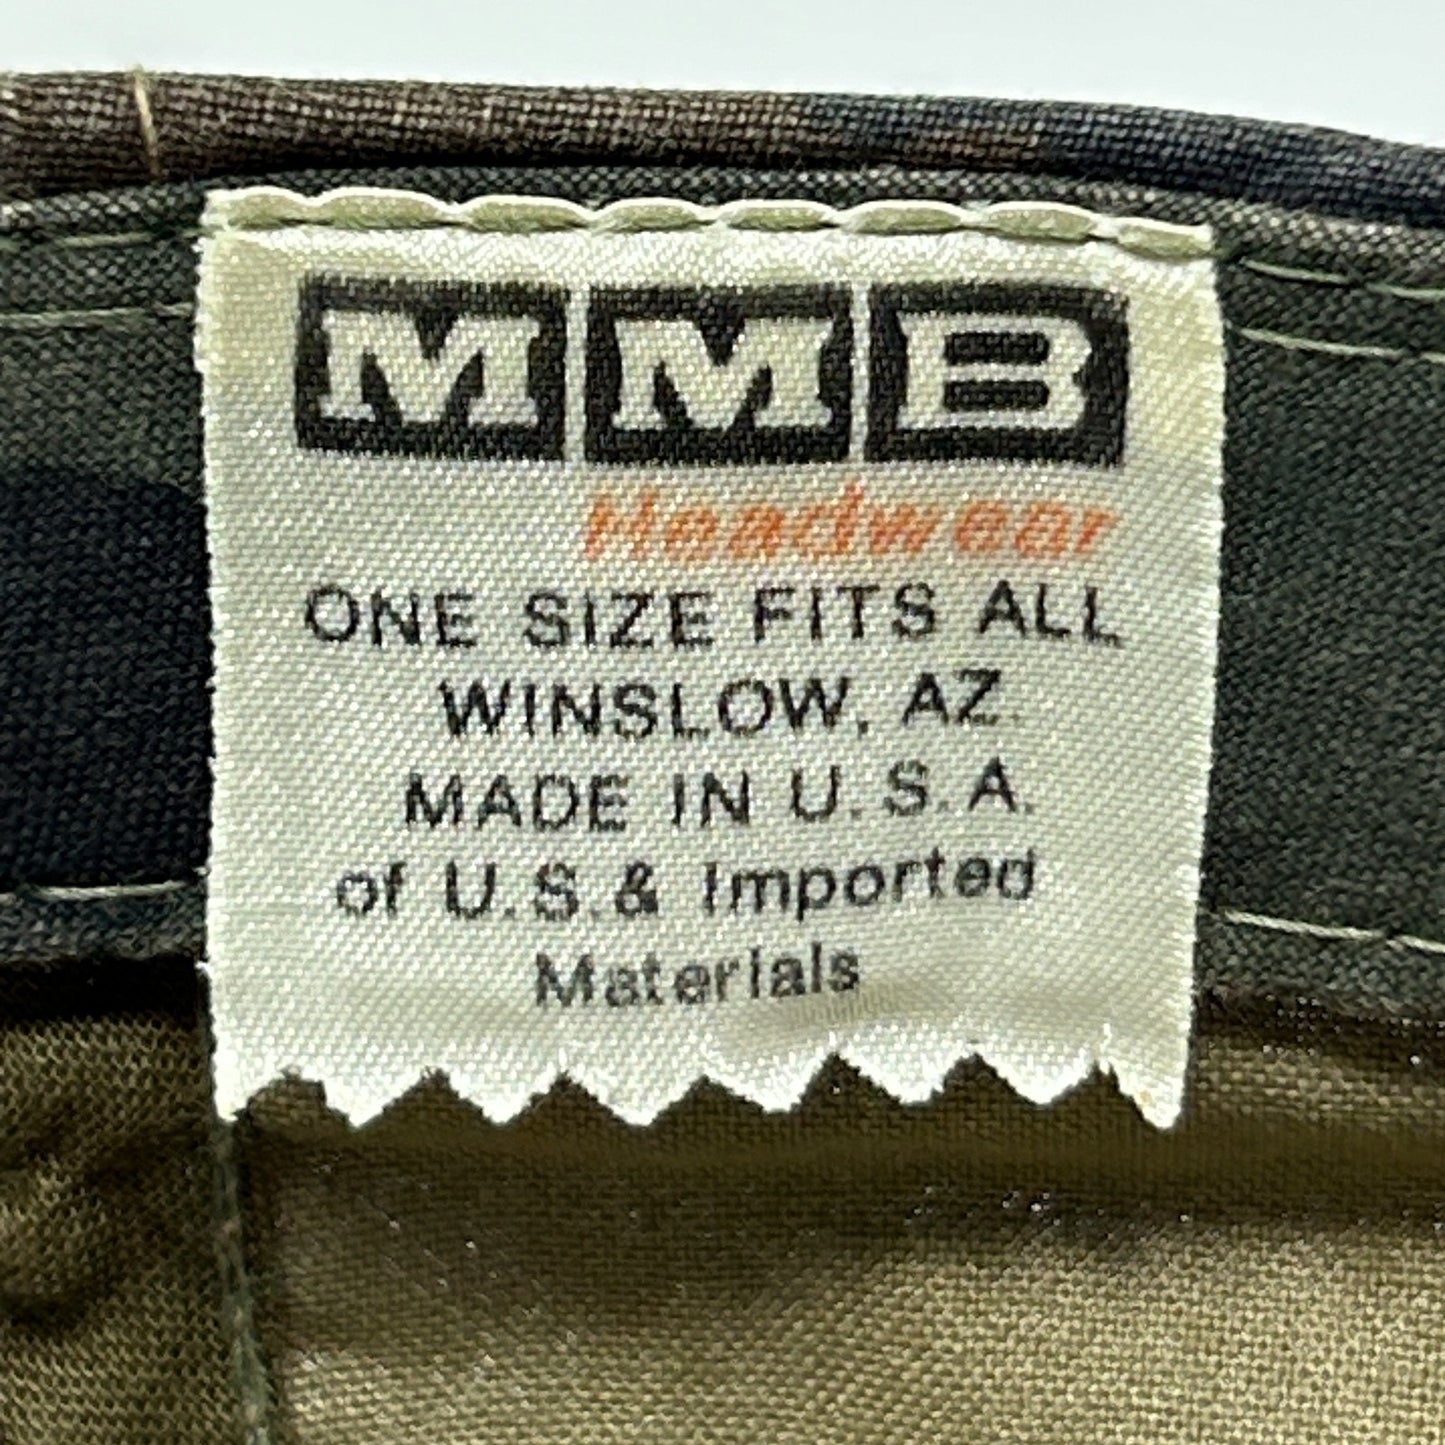 MMB
Headwear
ONE SIZE FITS ALL
WINSLOW, AZ.
MADE IN U.S.A.
of U.S.& Imported
Materials